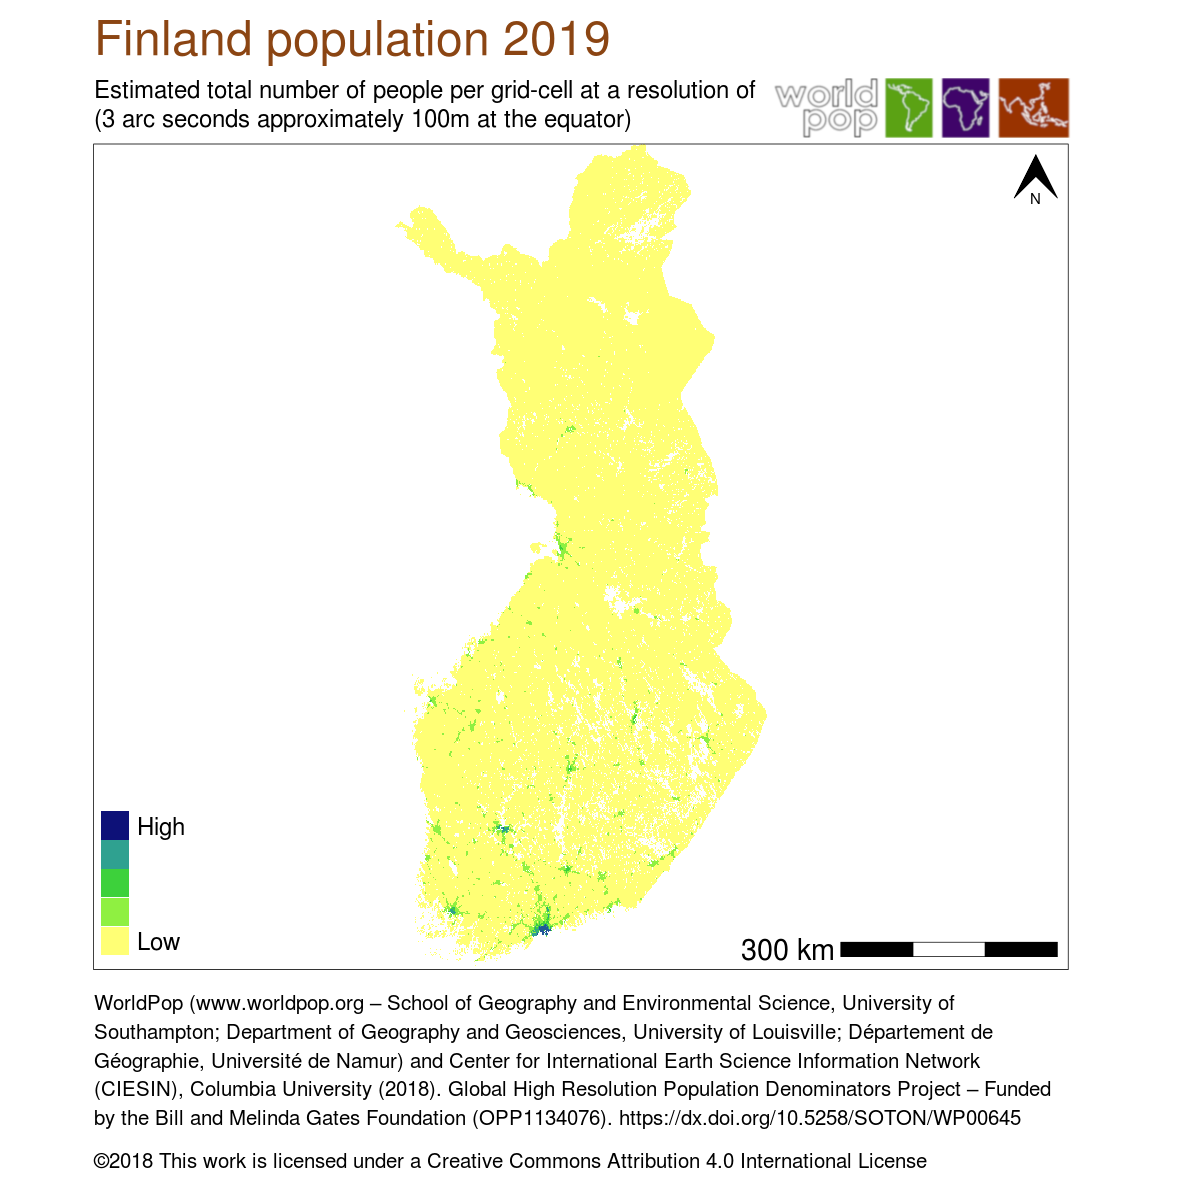 Finland population 2019
Estimated total number of people per grid-cell at a resolution of
(3 arc seconds approximately 100m at the equator)
world
pop
N
High
Low
300 km
WorldPop (www.worldpop.org – School of Geography and Environmental Science, University of
Southampton; Department of Geography and Geosciences, University of Louisville; Département de
Géographie, Université de Namur) and Center for International Earth Science Information Network
(CIESIN), Columbia University (2018). Global High Resolution Population Denominators Project – Funded
by the Bill and Melinda Gates Foundation (OPP1134076). https://dx.doi.org/10.5258/SOTON/WP00645
©2018 This work is licensed under a Creative Commons Attribution 4.0 International License